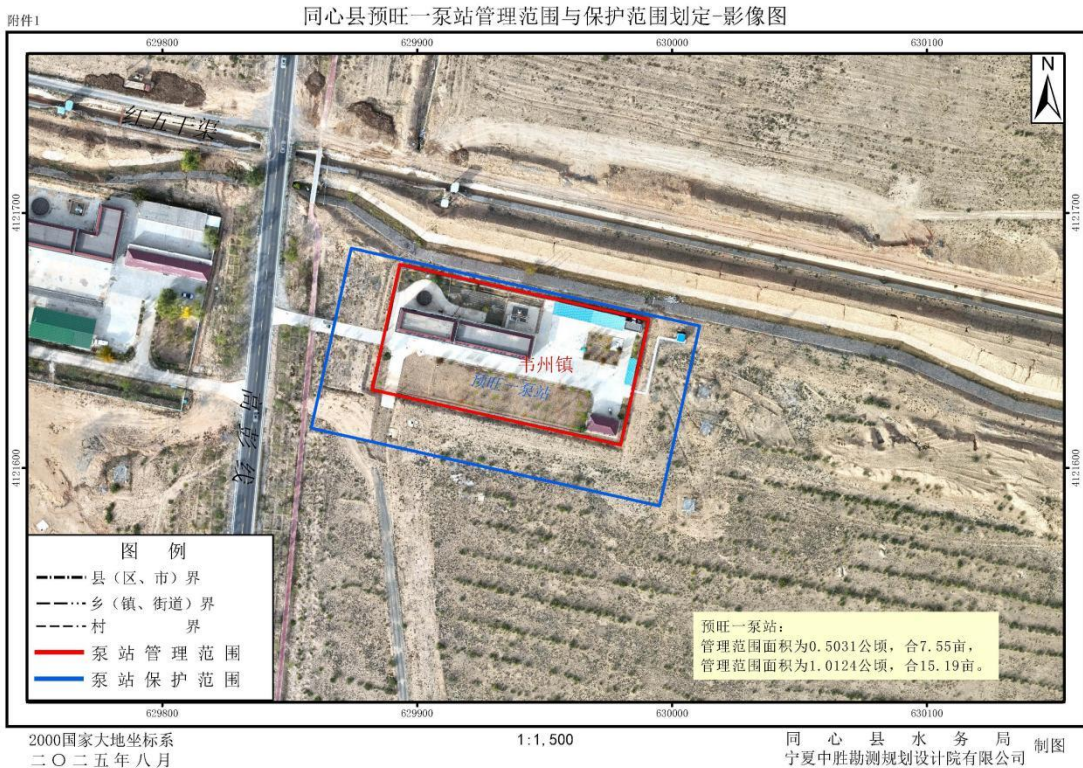 附件1
同心县预旺一泵站管理范围与保护范围划定-影像图
629800 629900 630000 630100
N
红五干渠
4121700 4121700
韦州镇
预旺一泵站
4121600 4121600
图 例
县（区、市）界
乡（镇、街道）界
村 界
泵站管理范围
泵站保护范围
预旺一泵站：
管理范围面积为0.5031公顷，合7.55亩，
管理范围面积为1.0124公顷，合15.19亩。
629800 629900 630000 630100
2000国家大地坐标系
二〇二五年八月
1:1,500
同心县水务局
宁夏中胜勘测规划设计院有限公司 制图